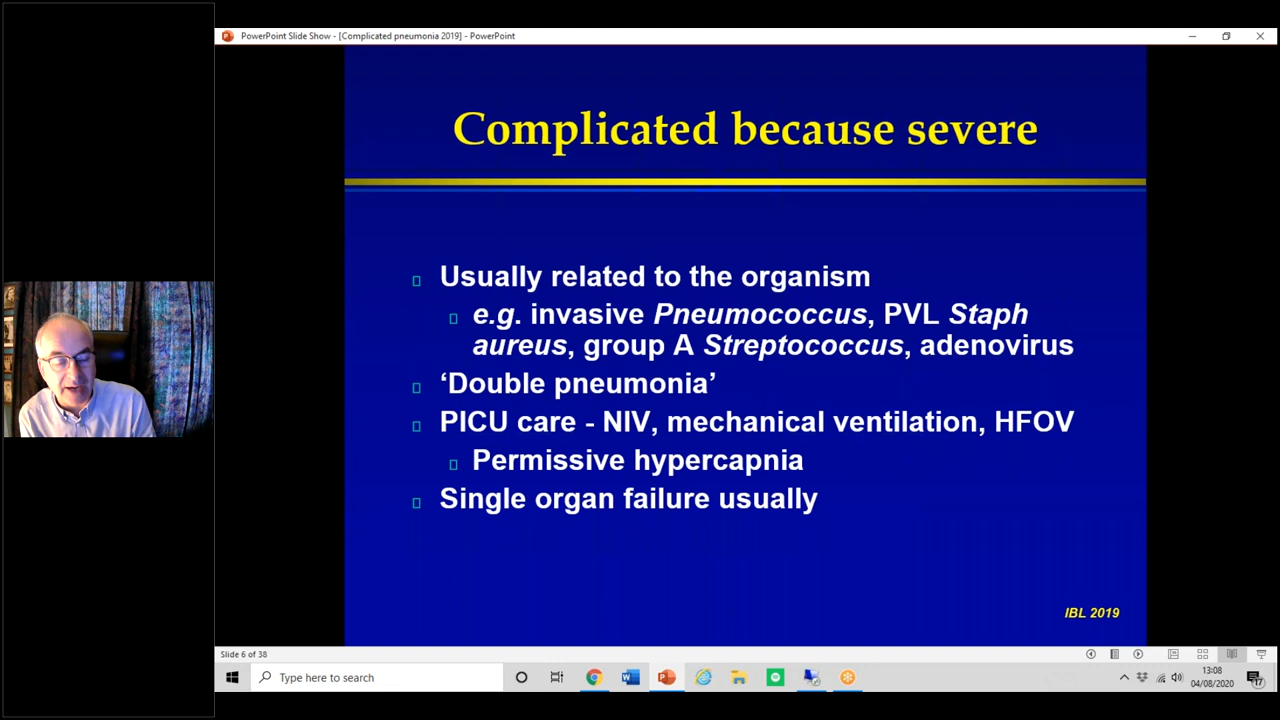 PowerPoint Slide Show - [Complicated pneumonia 2019] - PowerPoint
Complicated because severe
Usually related to the organism
e.g. invasive Pneumococcus, PVL Staph
aureus, group A Streptococcus, adenovirus
‘Double pneumonia’
PICU care - NIV, mechanical ventilation, HFOV
Permissive hypercapnia
Single organ failure usually
IBL 2019
Slide 6 of 38
Type here to search
13:08
04/08/2020
17